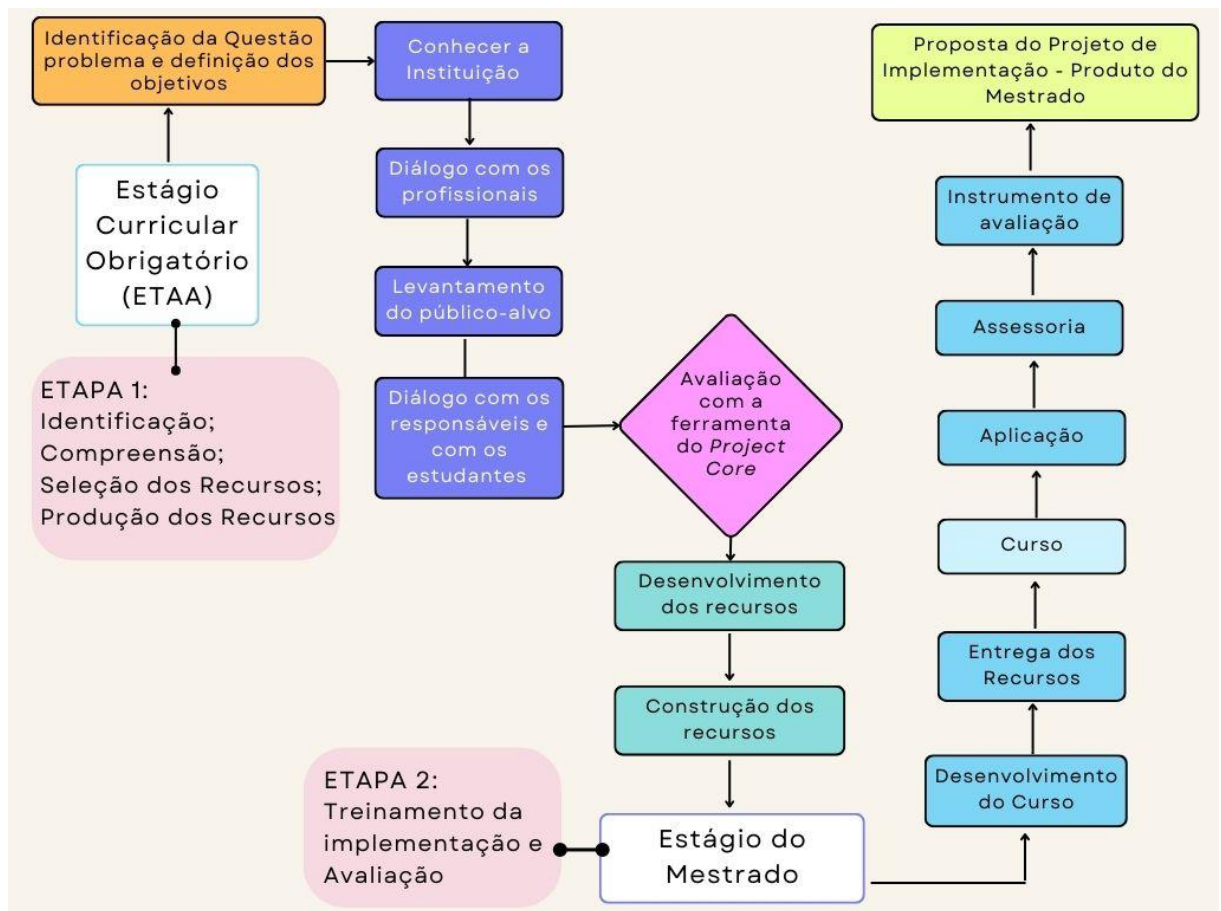 Identificação da Questão
problema e definição dos
objetivos
Conhecer a
Instituição
Proposta do Projeto de
Implementação - Produto do
Mestrado
Estágio
Curricular
Obrigatório
(ETAA)
Diálogo com os
profissionais
Instrumento de
avaliação
Levantamento
do público-alvo
Assessoria
ETAPA 1:
Identificação;
Compreensão;
Seleção dos Recursos;
Produção dos Recursos
Diálogo com os
responsáveis e
com os
estudantes
Avaliação
com a
ferramenta
do Project
Core
Aplicação
Curso
Desenvolvimento
dos recursos
Entrega dos
Recursos
Construção dos
recursos
ETAPA 2:
Treinamento da
implementação e
Avaliação
Estágio do
Mestrado
Desenvolvimento
do Curso